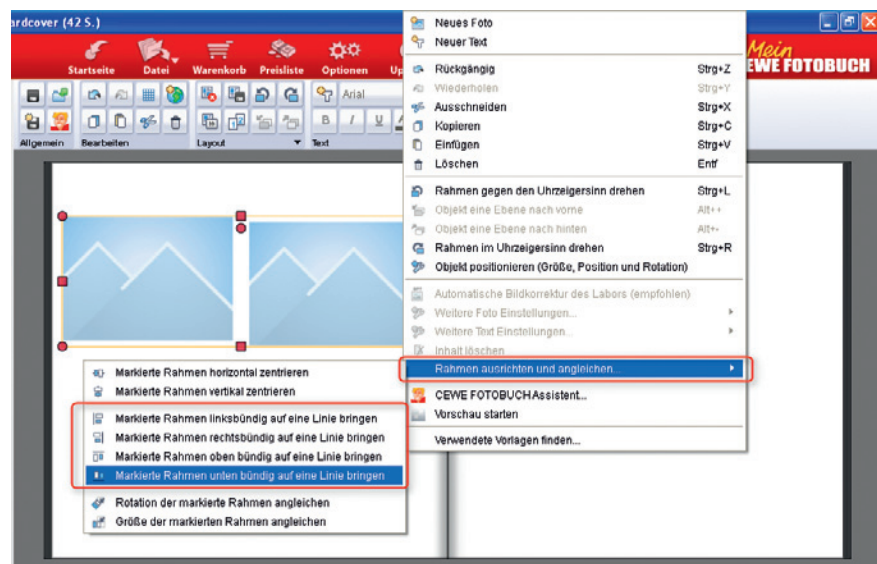 ardcover (42 S.)
Startseite Datei Warenkorb Preisliste Optionen Up
Mein
EWE FOTOBUCH
Arial
B I U A
Allgemein Bearbeiten Layout Text
Neues Foto
Neuer Text
Rückgängig Strg+Z
Wiederholen Strg+Y
Ausschneiden Strg+X
Kopieren Strg+C
Einfügen Strg+V
Löschen Entf
Rahmen gegen den Uhrzeigersinn drehen Strg+L
Objekt eine Ebene nach vorne Alt++
Objekt eine Ebene nach hinten Alt+-
Rahmen im Uhrzeigersinn drehen Strg+R
Objekt positionieren (Größe, Position und Rotation)
Automatische Bildkorrektur des Labors (empfohlen)
Weitere Foto Einstellungen...
Weitere Text Einstellungen...
Inhalt löschen
Rahmen ausrichten und angleichen...
CEWE FOTOBUCH Assistent...
Vorschau starten
Verwendete Vorlagen finden...
Markierte Rahmen horizontal zentrieren
Markierte Rahmen vertikal zentrieren
Markierte Rahmen linksbündig auf eine Linie bringen
Markierte Rahmen rechtsbündig auf eine Linie bringen
Markierte Rahmen oben bündig auf eine Linie bringen
Markierte Rahmen unten bündig auf eine Linie bringen
Rotation der markierte Rahmen angleichen
Größe der markierten Rahmen angleichen